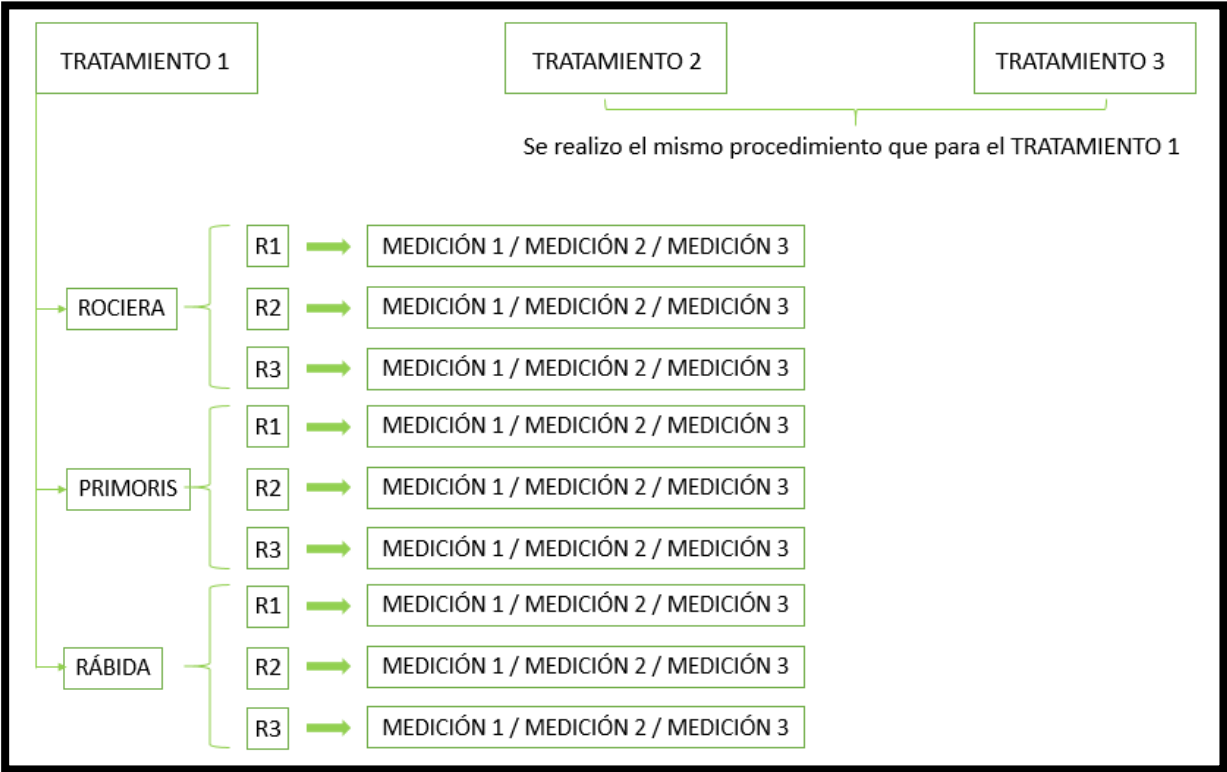 TRATAMIENTO 1
TRATAMIENTO 2
TRATAMIENTO 3
Se realizo el mismo procedimiento que para el TRATAMIENTO 1
ROCIERA
R1
MEDICIÓN 1 / MEDICIÓN 2 / MEDICIÓN 3
R2
MEDICIÓN 1 / MEDICIÓN 2 / MEDICIÓN 3
R3
MEDICIÓN 1 / MEDICIÓN 2 / MEDICIÓN 3
PRIMORIS
R1
MEDICIÓN 1 / MEDICIÓN 2 / MEDICIÓN 3
R2
MEDICIÓN 1 / MEDICIÓN 2 / MEDICIÓN 3
R3
MEDICIÓN 1 / MEDICIÓN 2 / MEDICIÓN 3
RÁBIDA
R1
MEDICIÓN 1 / MEDICIÓN 2 / MEDICIÓN 3
R2
MEDICIÓN 1 / MEDICIÓN 2 / MEDICIÓN 3
R3
MEDICIÓN 1 / MEDICIÓN 2 / MEDICIÓN 3